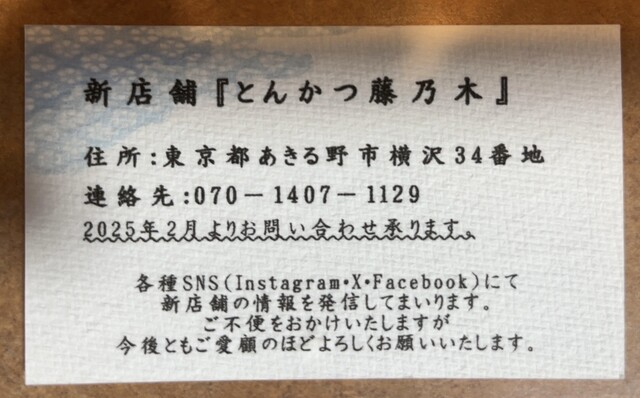 新店舗『とんかつ藤乃木』
住所:東京都あきる野市横沢34番地
連絡先:070－1407－1129
2025年2月よりお問い合わせ承ります。
各種SNS(Instagram・X・Facebook)にて
新店舗の情報を発信してまいります。
ご不便をおかけいたしますが
今後ともご愛顧のほどよろしくお願いいたします。